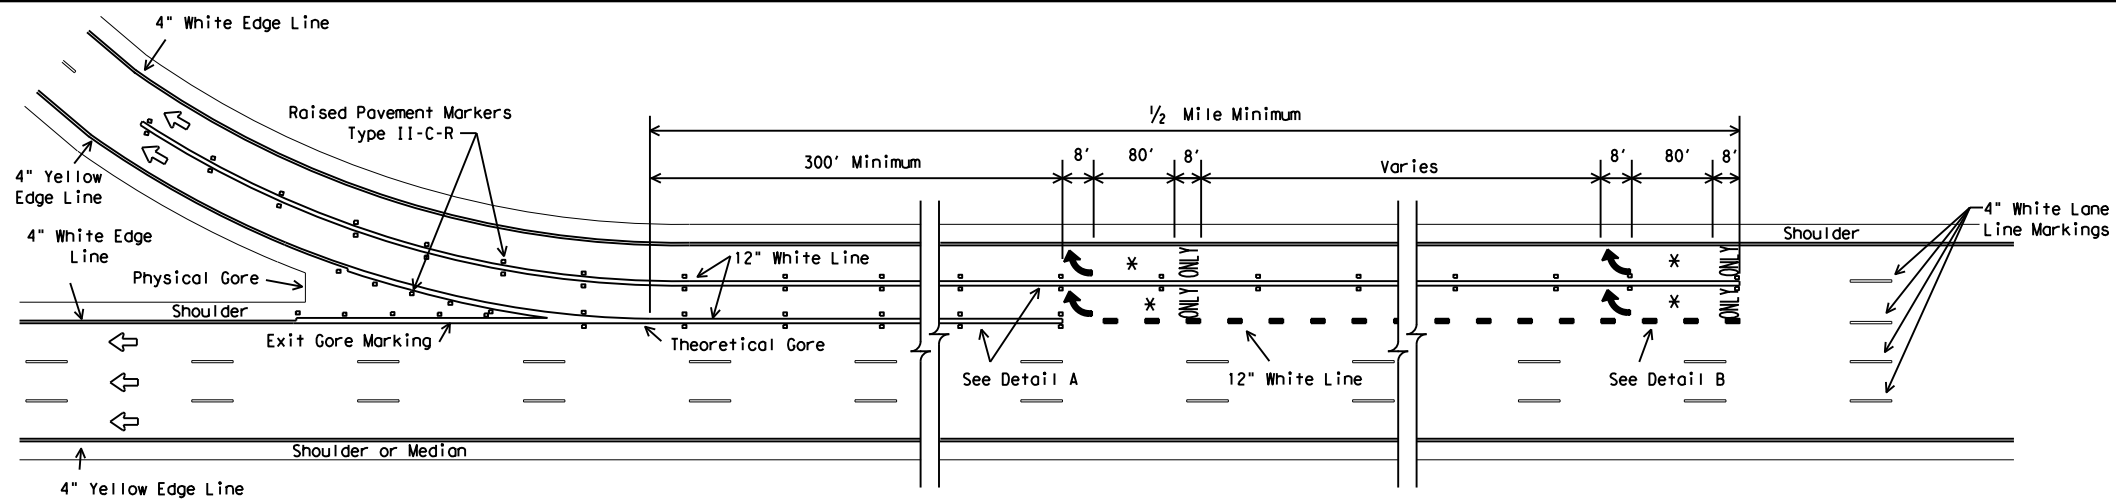 4" White Edge Line
Raised Pavement Markers
Type II-C-R
½ Mile Minimum
300' Minimum
8'
80'
8'
Varies
8'
80'
8'
4" Yellow
Edge Line
4" White Edge
Line
Physical Gore
Shoulder
12" White Line
*
ONLY
*
ONLY
*
ONLY
*
ONLY
Shoulder
4" White Lane
Line Markings
Exit Gore Marking
Theoretical Gore
See Detail A
12" White Line
See Detail B
Shoulder or Median
4" Yellow Edge Line